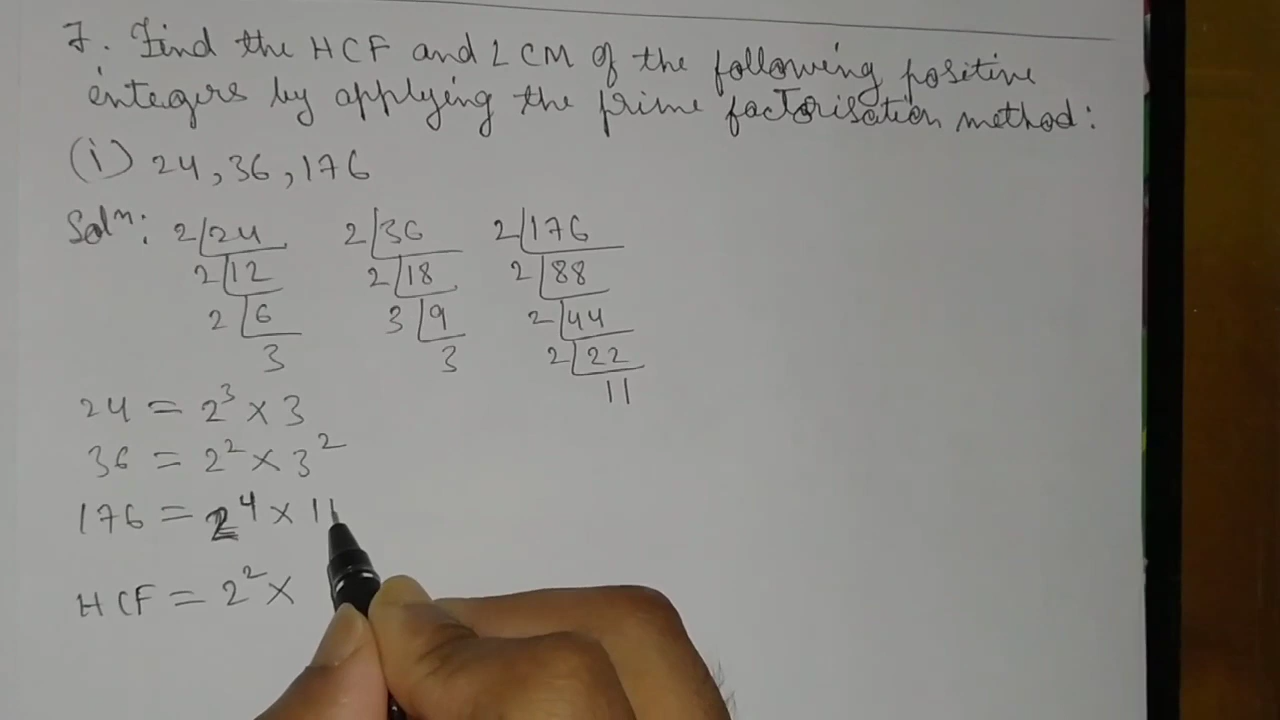 7. Find the HCF and LCM of the following positive
integers by applying the prime factorisation method:
(i) 24, 36, 176
Solⁿ: 2 24 2 36 2 176
2 12 2 18 2 88
2 6 3 9 2 44
3 3 2 22
11
24 = 2³ × 3
36 = 2² × 3²
176 = 2⁴ × 11
HCF = 2² ×